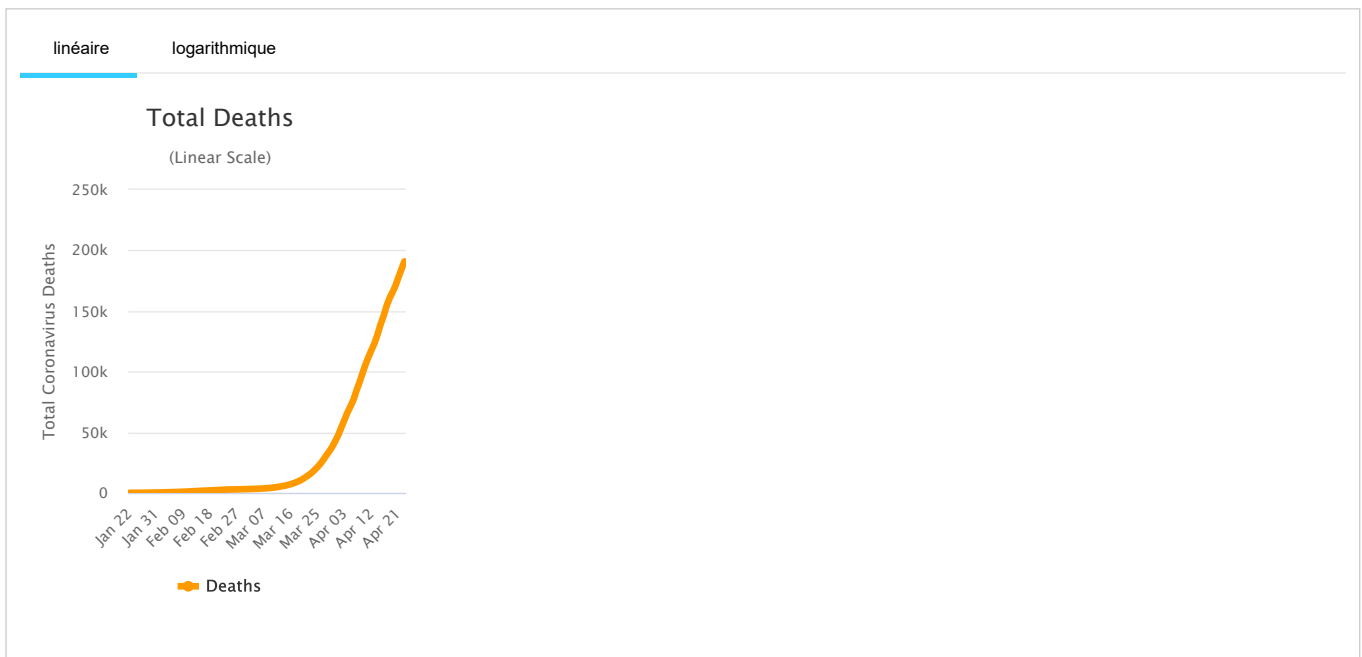 linéaire logarithmique
Total Deaths
(Linear Scale)
Total Coronavirus Deaths
250k
200k
150k
100k
50k
0
Jan 22 Jan 31 Feb 09 Feb 18 Feb 27 Mar 07 Mar 16 Mar 25 Apr 03 Apr 12 Apr 21
Deaths